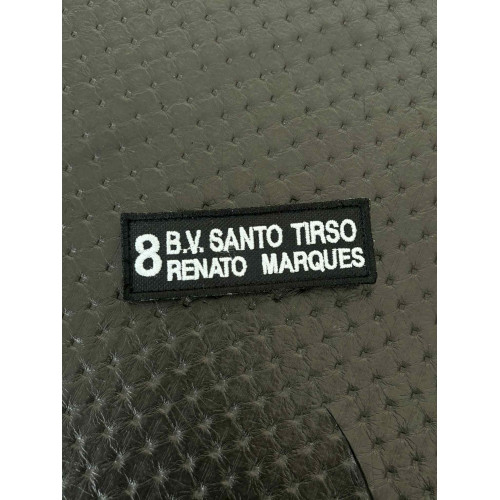 8 B.V. SANTO TIRSO
RENATO MARQUES